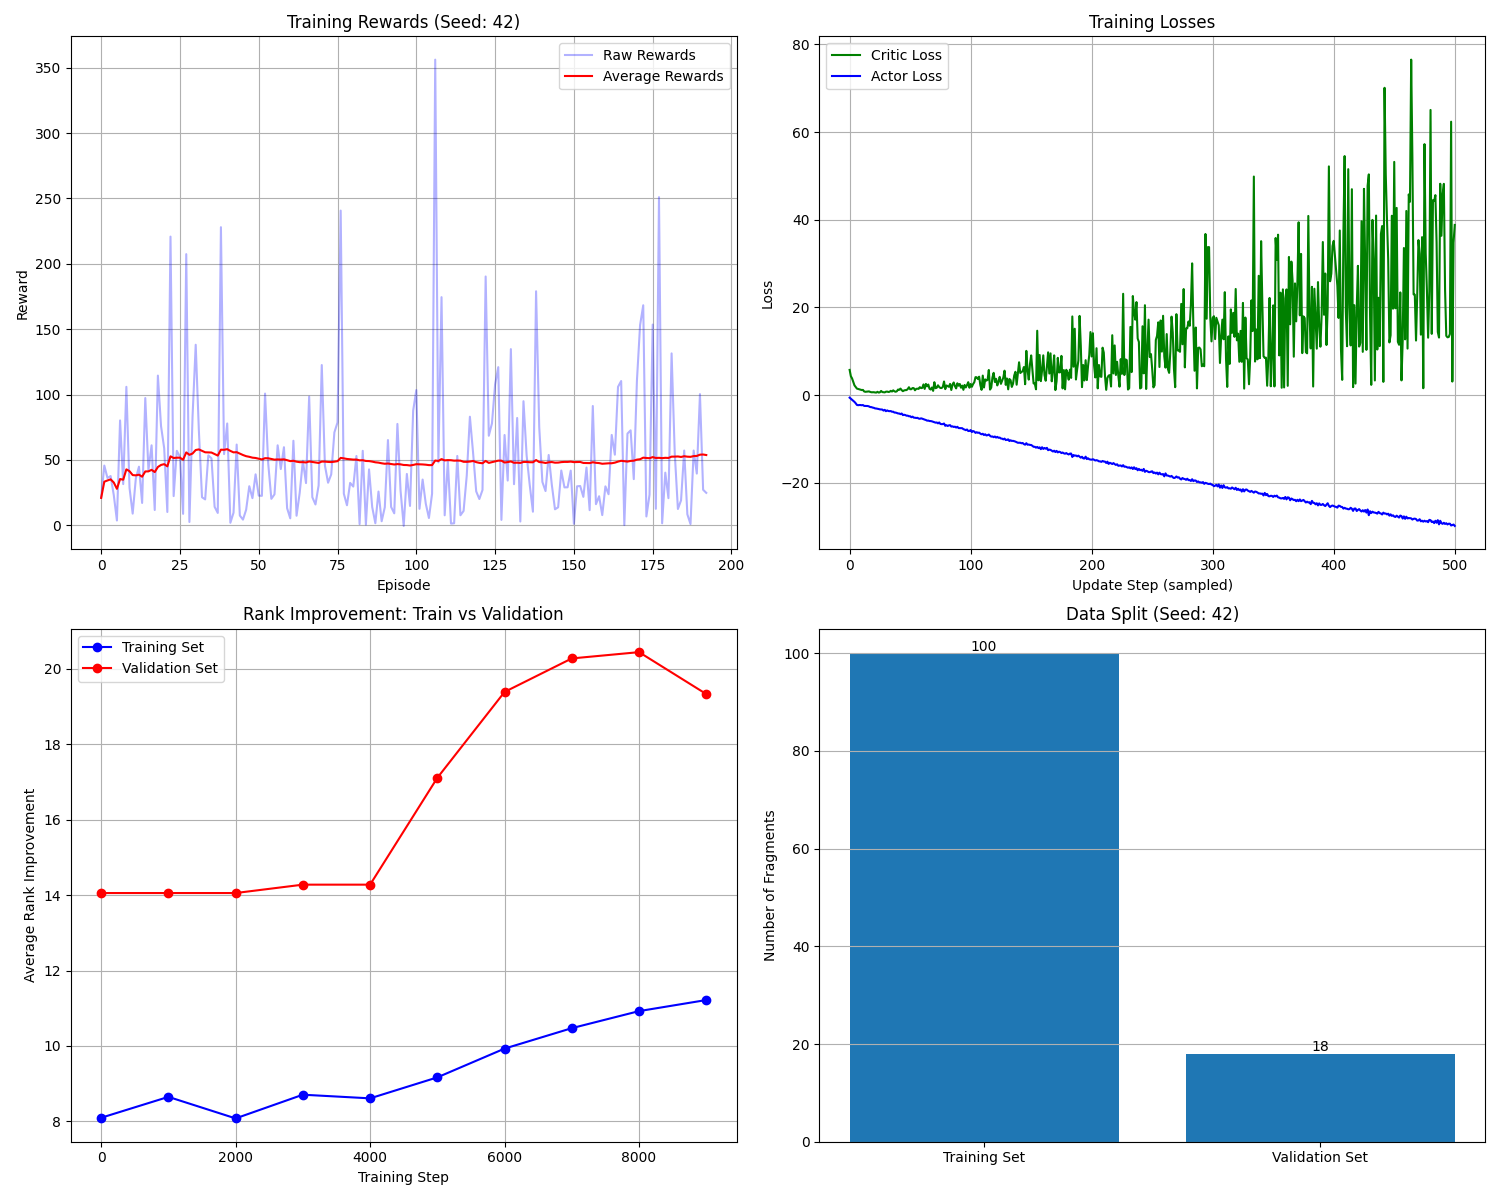 Training Rewards (Seed: 42)
Raw Rewards
Average Rewards
350
300
250
200
150
100
50
0
Reward
0 25 50 75 100 125 150 175 200
Episode
Training Losses
Critic Loss
Actor Loss
80
60
40
20
0
−20
Loss
0 100 200 300 400 500
Update Step (sampled)
Rank Improvement: Train vs Validation
Training Set
Validation Set
20
18
16
14
12
10
8
Average Rank Improvement
0 2000 4000 6000 8000
Training Step
Data Split (Seed: 42)
100
18
100
80
60
40
20
0
Number of Fragments
Training Set Validation Set